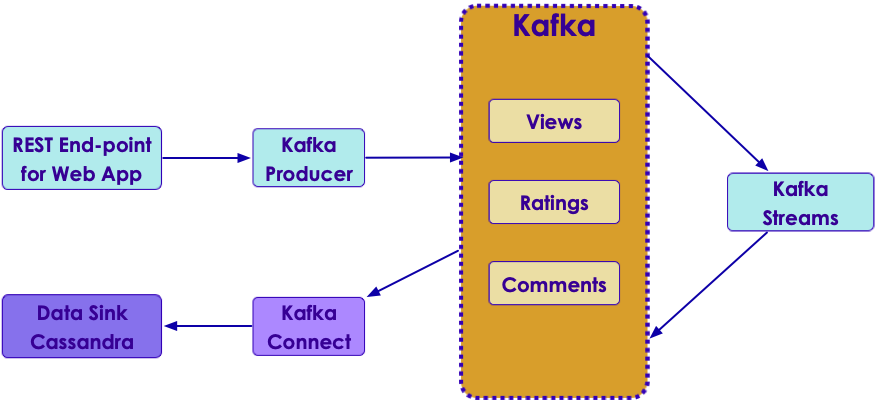 Kafka
Views
Ratings
Comments
REST End-point
for Web App
Kafka
Producer
Kafka
Streams
Data Sink
Cassandra
Kafka
Connect